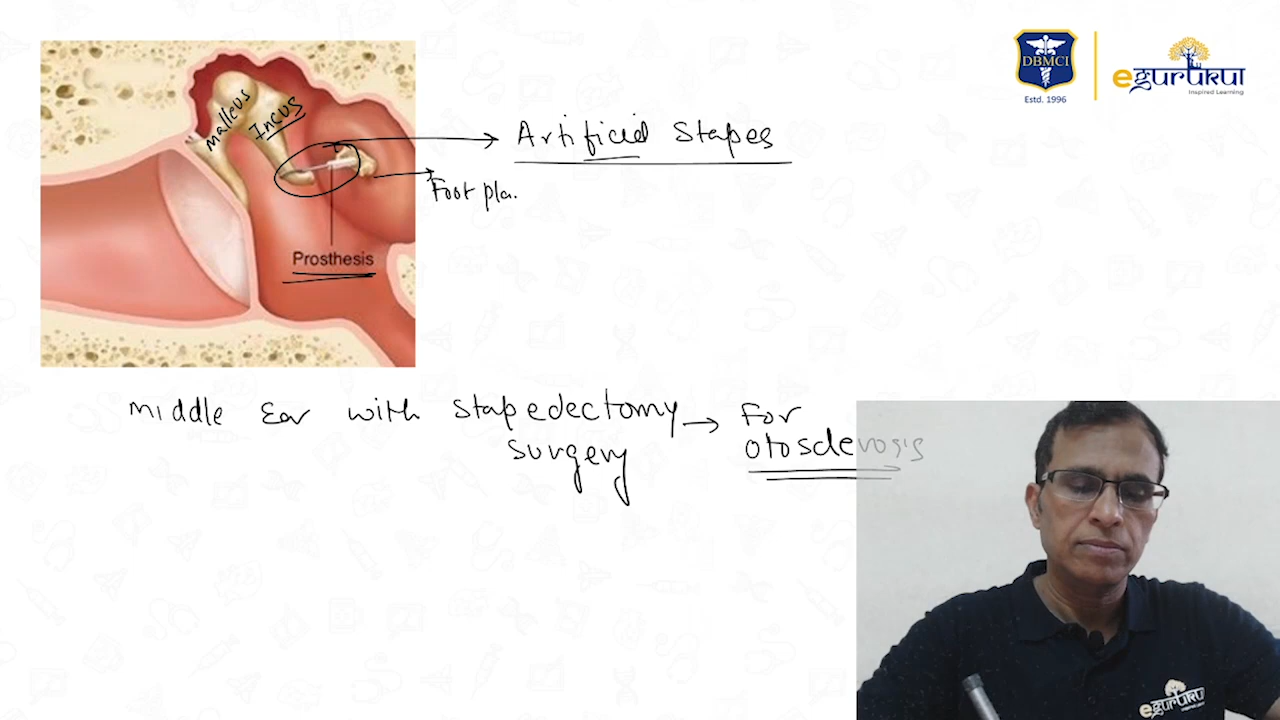 malleus
Incus
Artificial Stapes
Foot pla.
Prosthesis
Middle Ear with Stapedectomy → For
surgery
otosclerosis
DBMCI
Estd. 1996
egurukul
Inspired Learning
egurukul